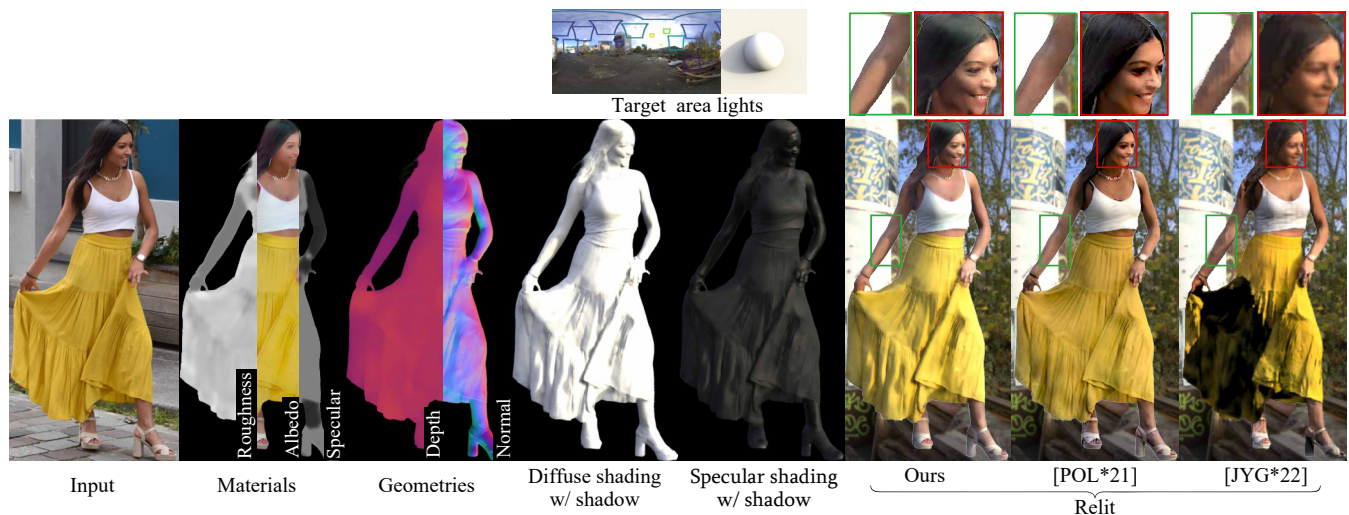 Target area lights
Roughness
Albedo
Specular
Depth
Normal
Input
Materials
Geometries
Diffuse shading
w/ shadow
Specular shading
w/ shadow
Ours
[POL*21]
[JYG*22]
Relit